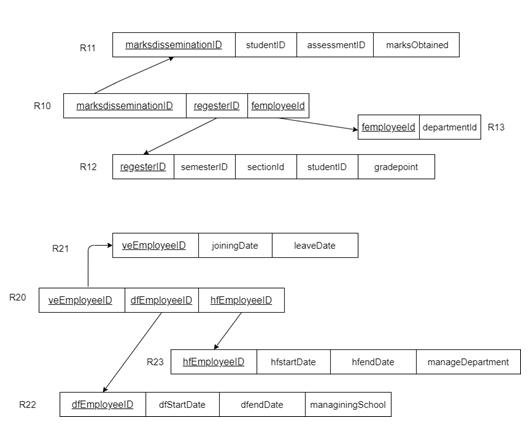 R11 marksdisseminationID studentID assessmentID marksObtained
R10 marksdisseminationID regesterID femployeeId
femployeeId departmentId R13
R12 regesterID semesterID sectionId studentID gradepoint
R21 veEmployeeID joiningDate leaveDate
R20 veEmployeeID dfEmployeeID hfEmployeeID
R23 hfEmployeeID hfstartDate hfendDate manageDepartment
R22 dfEmployeeID dfStartDate dfendDate managiningSchool